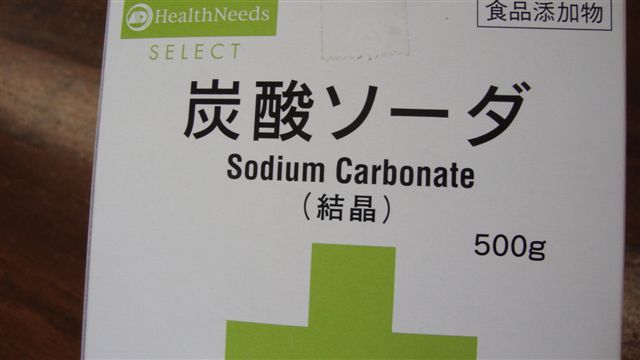 HealthNeeds
SELECT
食品添加物
炭酸ソーダ
Sodium Carbonate
（結晶）
500g